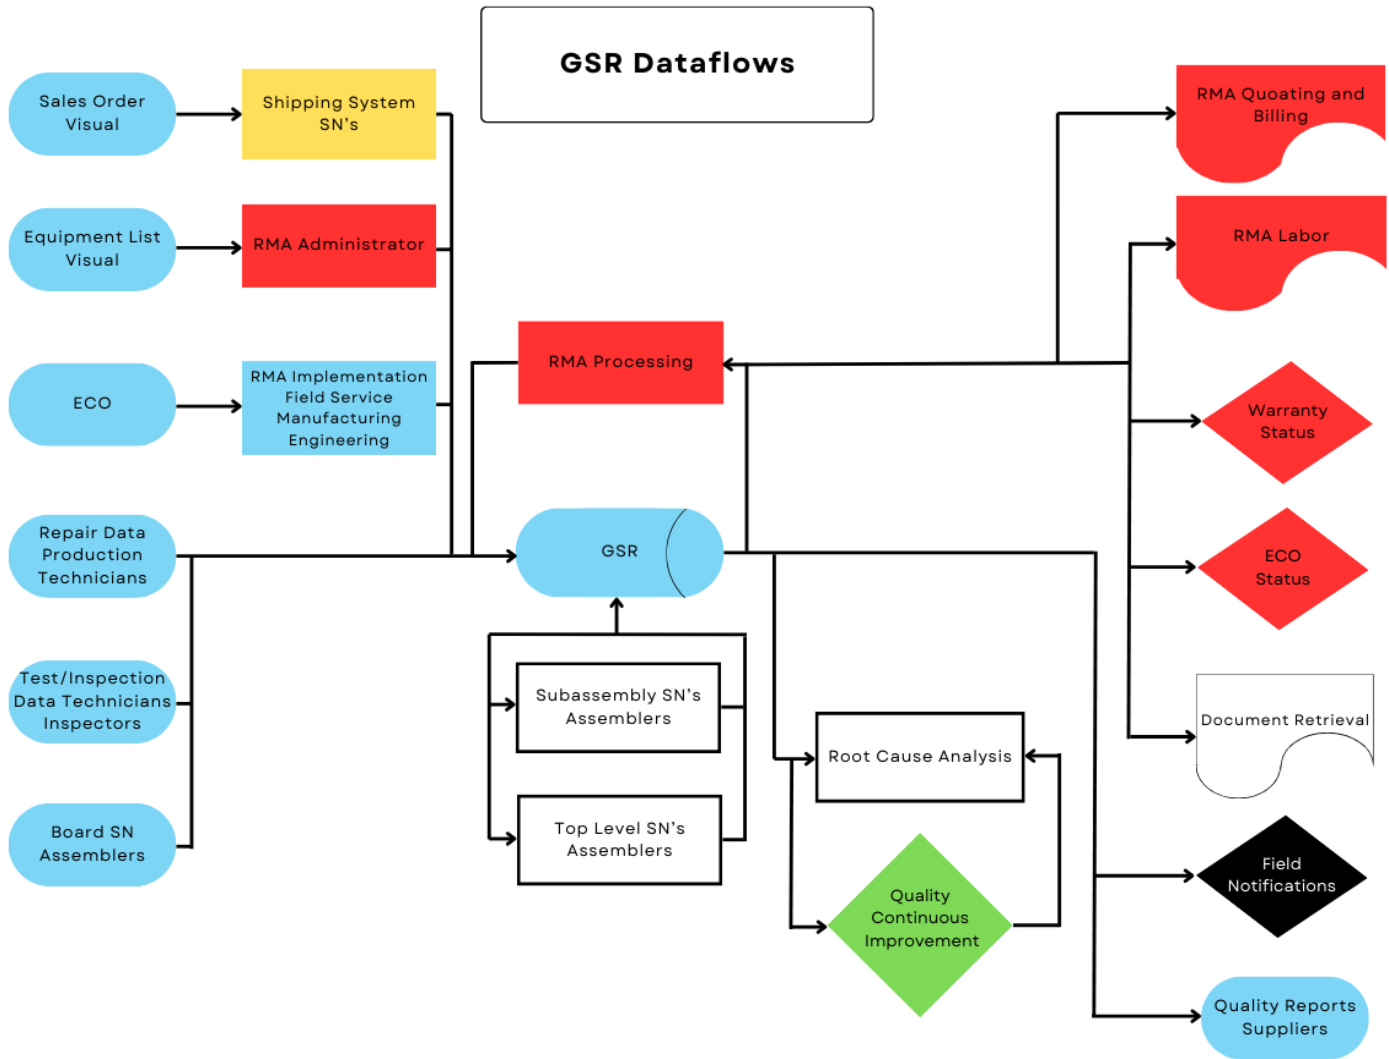 GSR Dataflows
Sales Order
Visual
Shipping System
SN's
Equipment List
Visual
RMA Administrator
ECO
RMA Implementation
Field Service
Manufacturing
Engineering
Repair Data
Production
Technicians
Test/Inspection
Data Technicians
Inspectors
Board SN
Assemblers
RMA Processing
GSR
Subassembly SN's
Assemblers
Top Level SN's
Assemblers
Root Cause Analysis
Quality
Continuous
Improvement
RMA Quoating and
Billing
RMA Labor
Warranty
Status
ECO
Status
Document Retrieval
Field
Notifications
Quality Reports
Suppliers